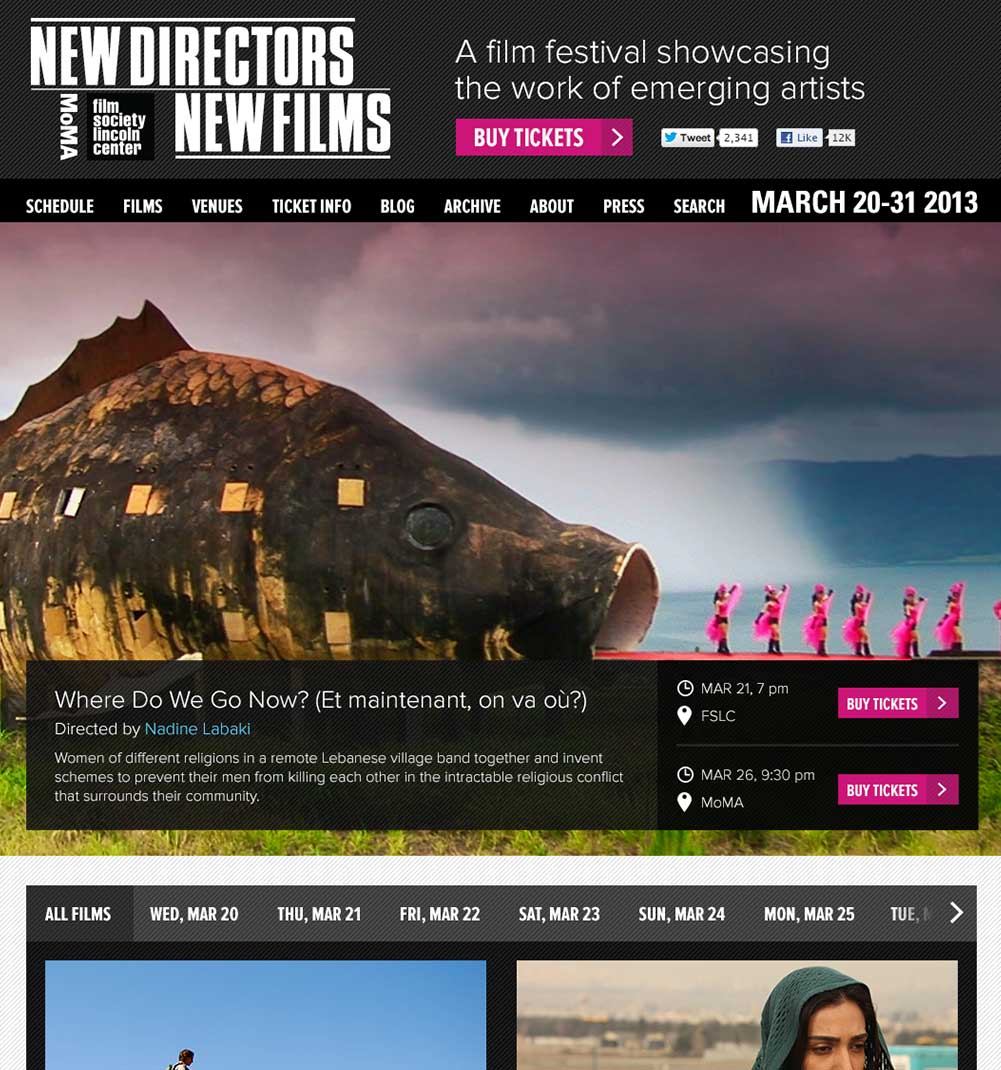 NEW DIRECTORS
NEW FILMS
MoMA
film
society
lincoln
center
A film festival showcasing
the work of emerging artists
BUY TICKETS
Tweet 2,341
Like 12K
SCHEDULE FILMS VENUES TICKET INFO BLOG ARCHIVE ABOUT PRESS SEARCH MARCH 20-31 2013
Where Do We Go Now? (Et maintenant, on va où?)
Directed by Nadine Labaki
Women of different religions in a remote Lebanese village band together and invent
schemes to prevent their men from killing each other in the intractable religious conflict
that surrounds their community.
MAR 21, 7 pm
FSLC
BUY TICKETS
MAR 26, 9:30 pm
MoMA
BUY TICKETS
ALL FILMS WED, MAR 20 THU, MAR 21 FRI, MAR 22 SAT, MAR 23 SUN, MAR 24 MON, MAR 25 TUE,